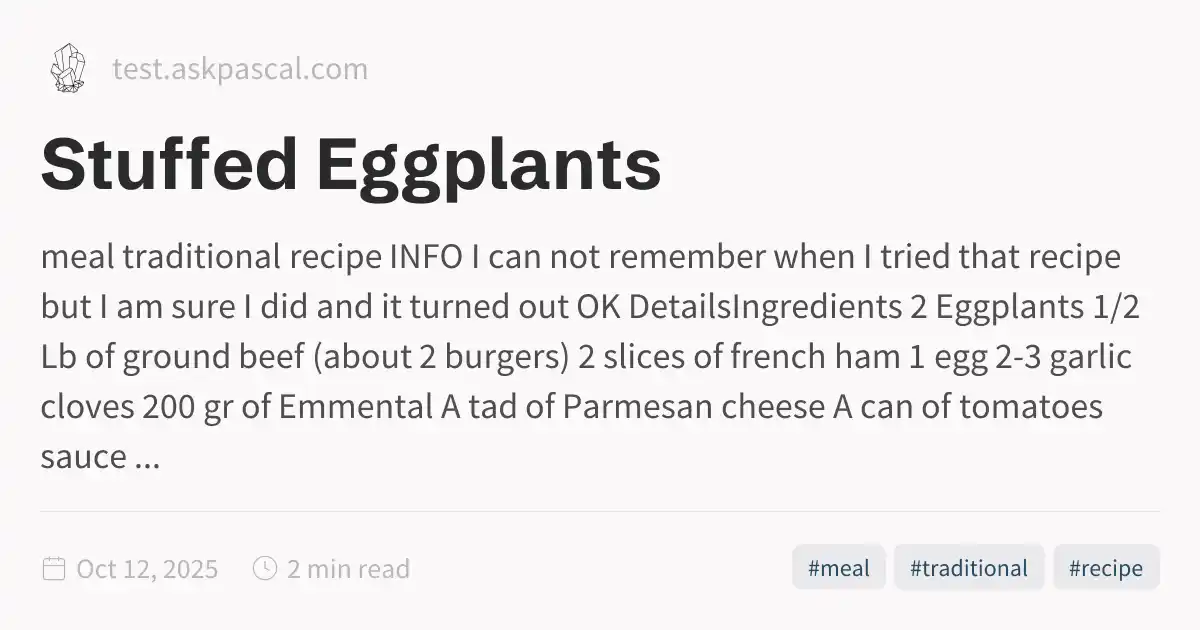 test.askpascal.com
Stuffed Eggplants
meal traditional recipe INFO I can not remember when I tried that recipe
but I am sure I did and it turned out OK DetailsIngredients 2 Eggplants 1/2
Lb of ground beef (about 2 burgers) 2 slices of french ham 1 egg 2-3 garlic
cloves 200 gr of Emmental A tad of Parmesan cheese A can of tomatoes
sauce ...
Oct 12, 2025 2 min read #meal #traditional #recipe